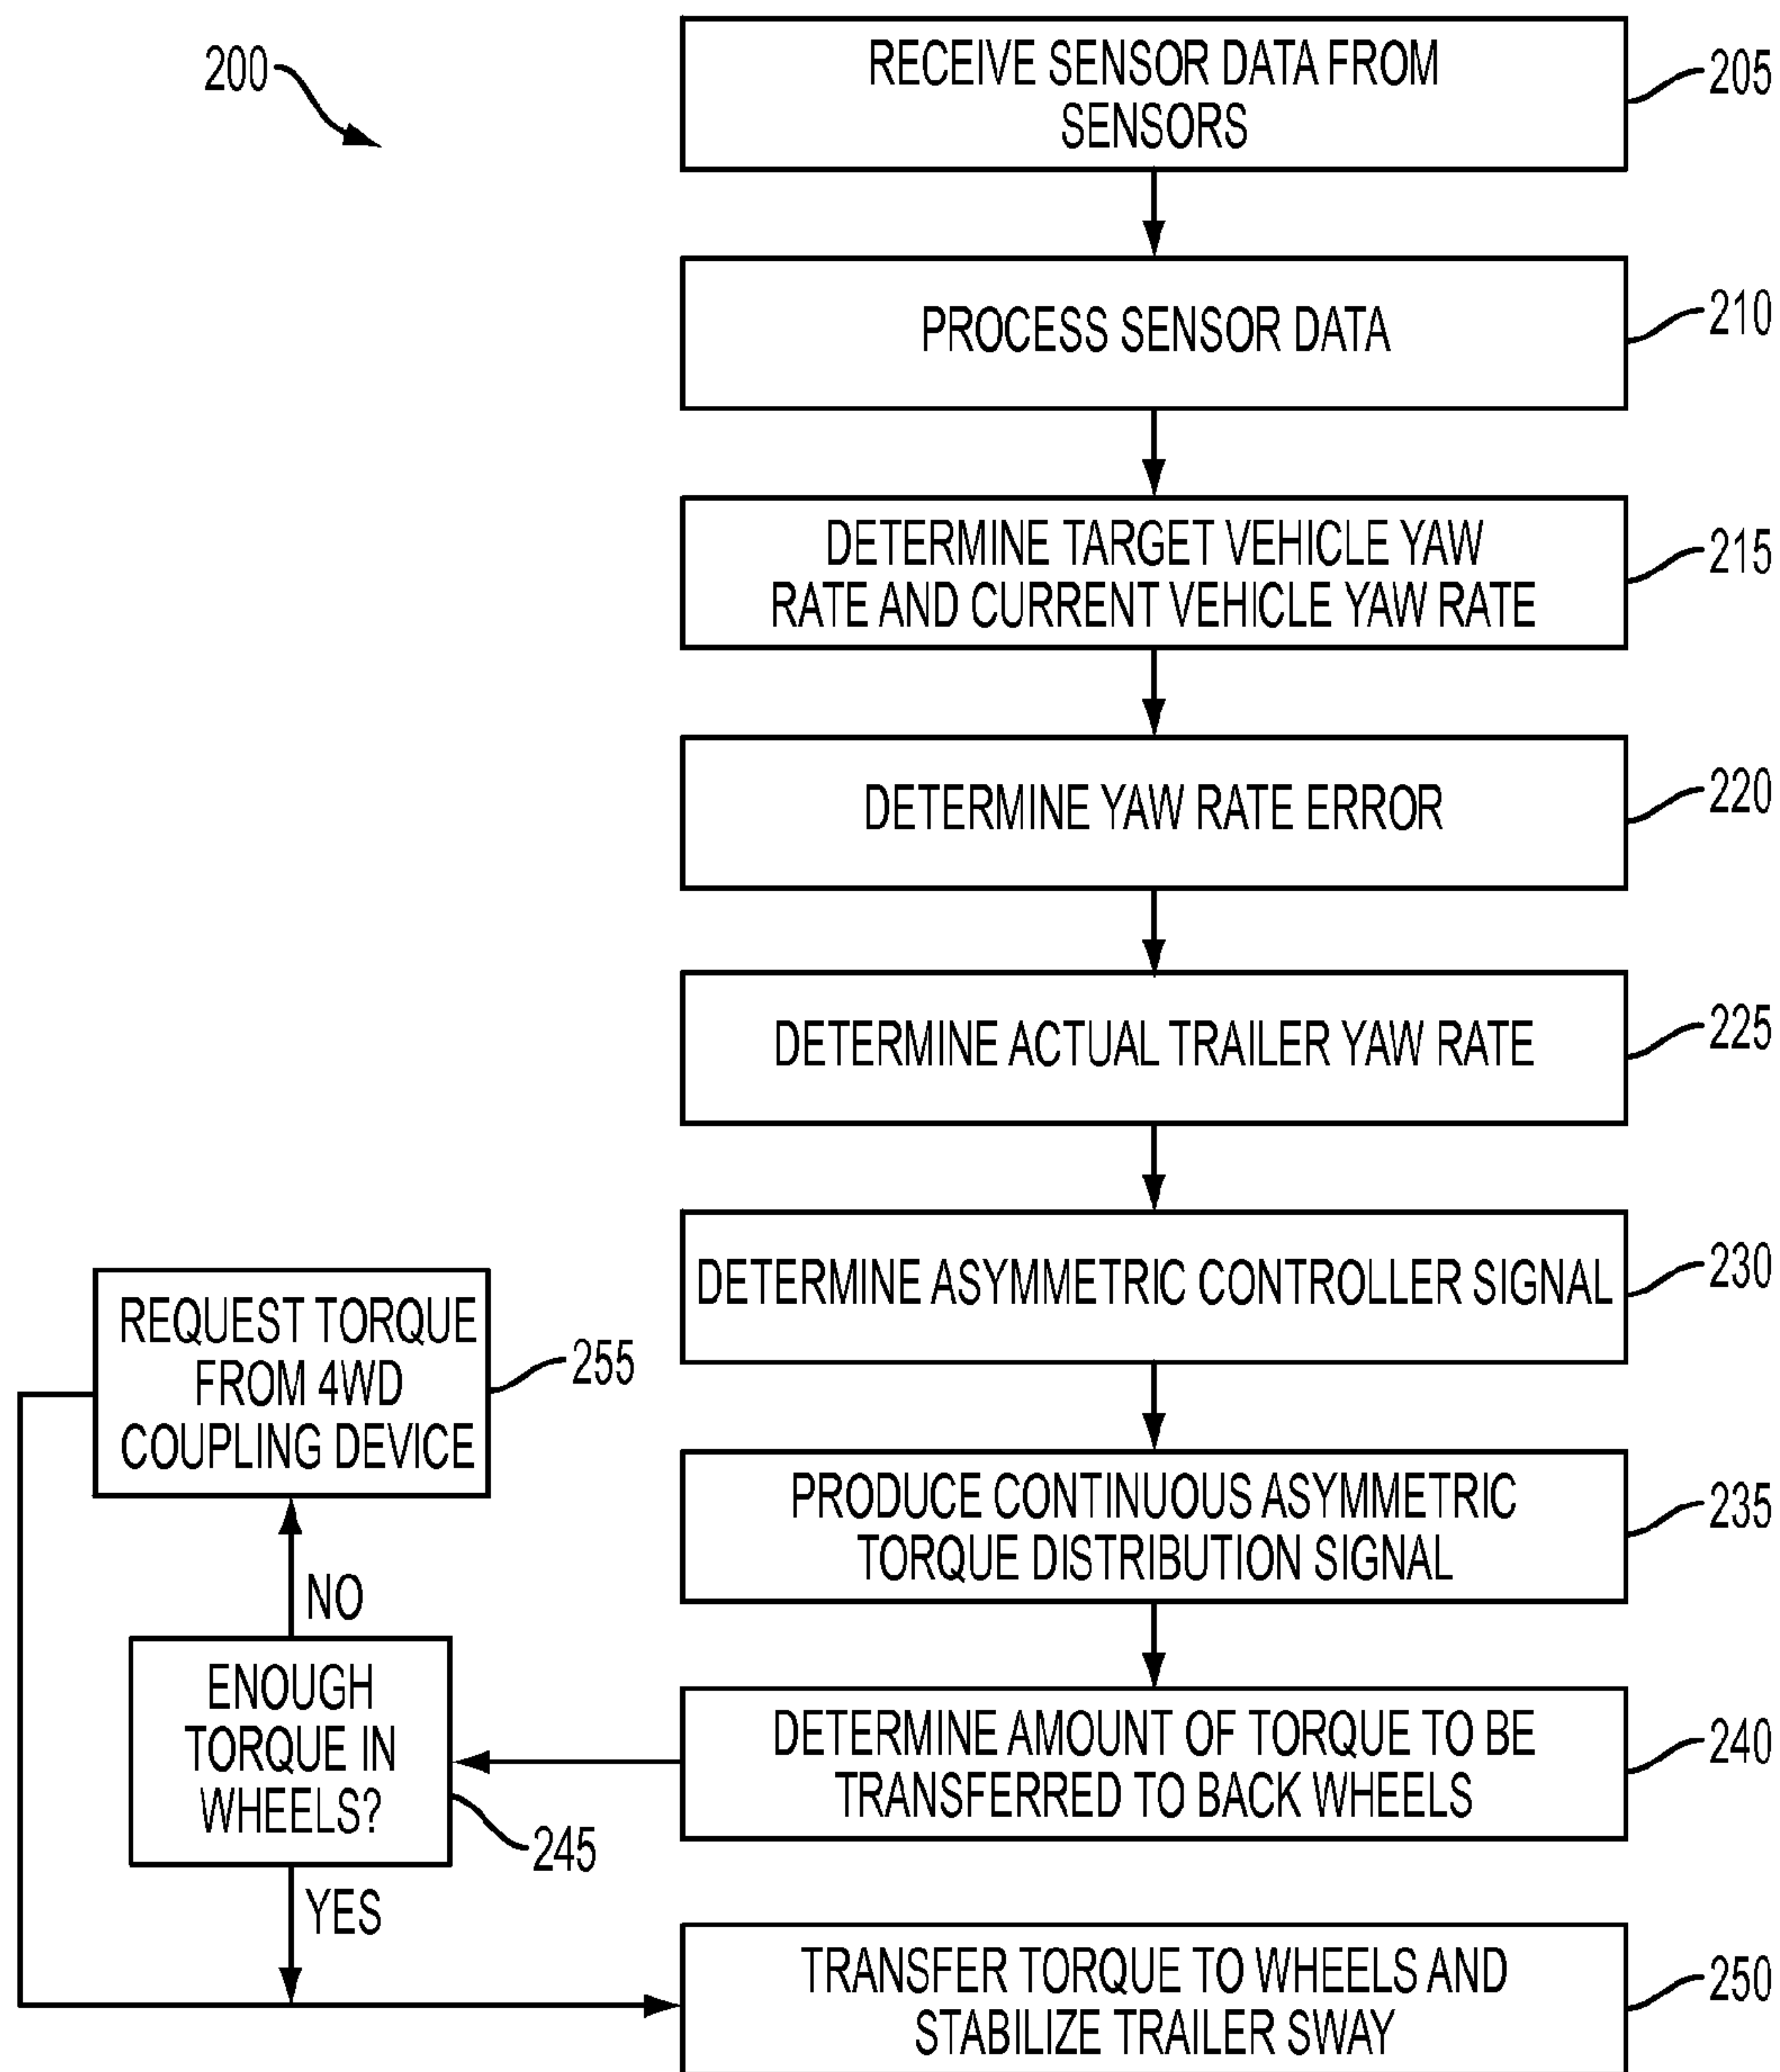 200
RECEIVE SENSOR DATA FROM
SENSORS
205
PROCESS SENSOR DATA
210
DETERMINE TARGET VEHICLE YAW
RATE AND CURRENT VEHICLE YAW RATE
215
DETERMINE YAW RATE ERROR
220
DETERMINE ACTUAL TRAILER YAW RATE
225
DETERMINE ASYMMETRIC CONTROLLER SIGNAL
230
PRODUCE CONTINUOUS ASYMMETRIC
TORQUE DISTRIBUTION SIGNAL
235
DETERMINE AMOUNT OF TORQUE TO BE
TRANSFERRED TO BACK WHEELS
240
ENOUGH
TORQUE IN
WHEELS?
245
NO
REQUEST TORQUE
FROM 4WD
COUPLING DEVICE
255
YES
TRANSFER TORQUE TO WHEELS AND
STABILIZE TRAILER SWAY
250